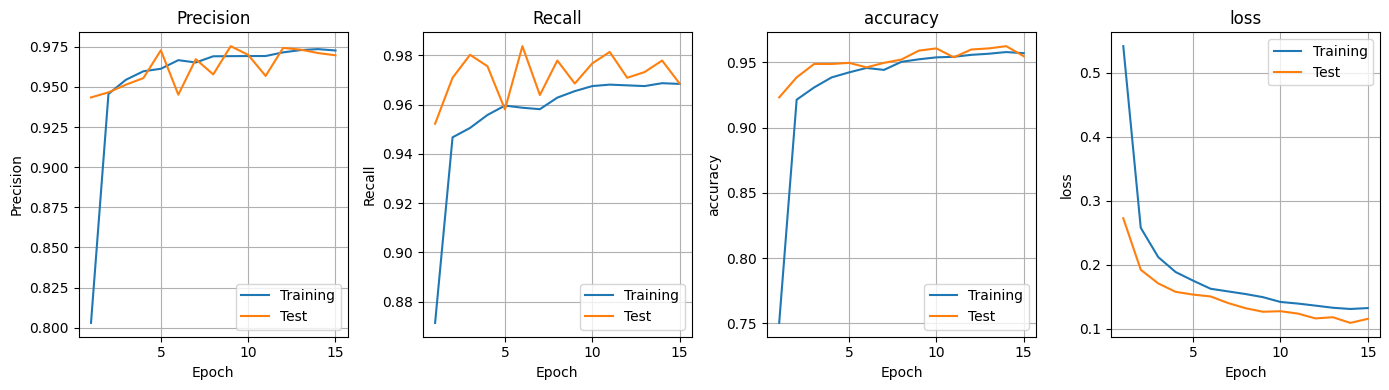 Precision
Precision
0.975
0.950
0.925
0.900
0.875
0.850
0.825
0.800
5
10
15
Epoch
Training
Test
Recall
Recall
0.98
0.96
0.94
0.92
0.90
0.88
5
10
15
Epoch
Training
Test
accuracy
accuracy
0.95
0.90
0.85
0.80
0.75
5
10
15
Epoch
Training
Test
loss
loss
0.5
0.4
0.3
0.2
0.1
5
10
15
Epoch
Training
Test